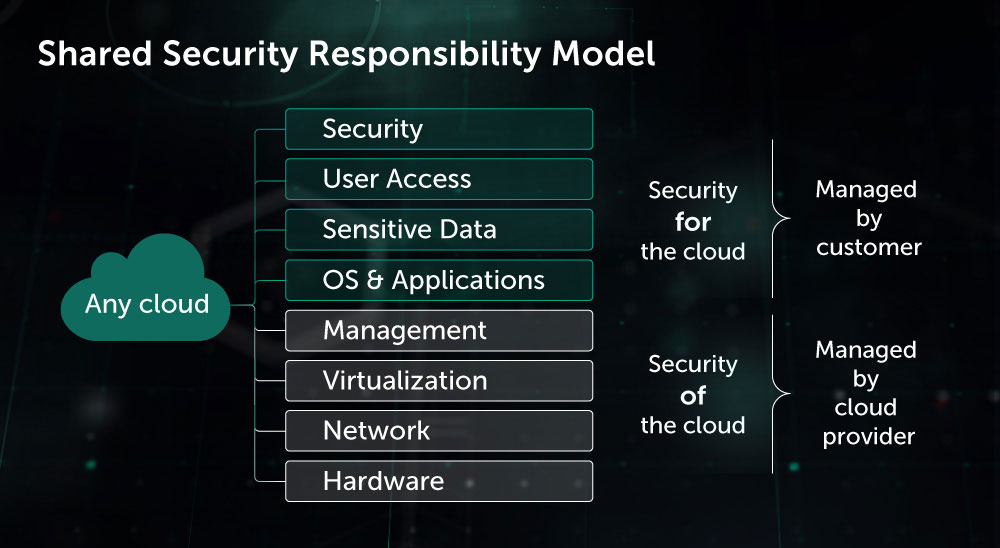 Shared Security Responsibility Model
Any cloud
Security
User Access
Sensitive Data
OS & Applications
Management
Virtualization
Network
Hardware
Security
for
the cloud
Managed
by
customer
Security
of
the cloud
Managed
by
cloud
provider